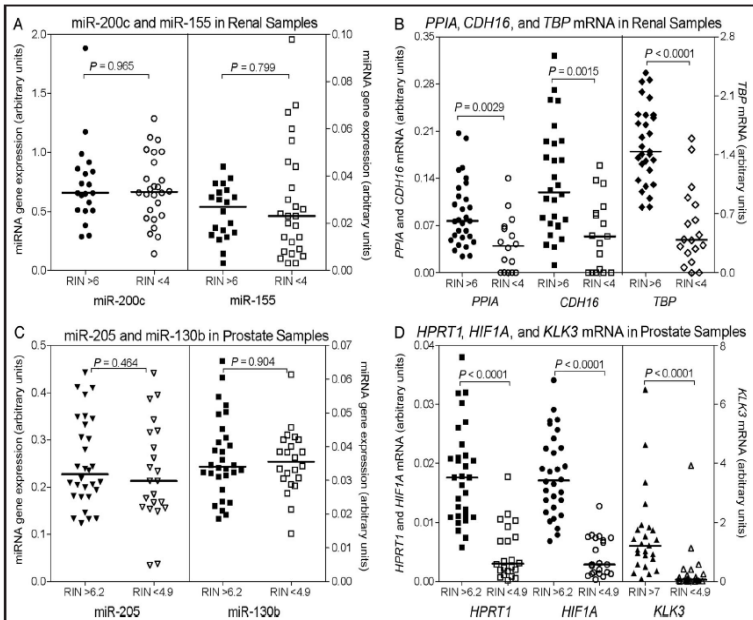 A miR-200c and miR-155 in Renal Samples
miRNA gene expression (arbitrary units)
2.0
1.5
1.0
0.5
0.0
P = 0.965
P = 0.799
0.10
0.08
0.06
0.04
0.02
0.00
miRNA gene expression (arbitrary units)
RIN >6 RIN <4 RIN >6 RIN <4
miR-200c miR-155
B PPIA, CDH16, and TBP mRNA in Renal Samples
PPIA and CDH16 mRNA (arbitrary units)
0.35
0.28
0.21
0.14
0.07
0.00
P = 0.0029
P = 0.0015
P < 0.0001
2.8
2.1
1.4
0.7
0.0
TBP mRNA (arbitrary units)
RIN >6 RIN <4 RIN >6 RIN <4 RIN >6 RIN <4
PPIA CDH16 TBP
C miR-205 and miR-130b in Prostate Samples
miRNA gene expression (arbitrary units)
0.5
0.4
0.3
0.2
0.1
0.0
P = 0.464
P = 0.904
0.07
0.06
0.05
0.04
0.03
0.02
0.01
0.00
miRNA gene expression (arbitrary units)
RIN >6.2 RIN <4.9 RIN >6.2 RIN <4.9
miR-205 miR-130b
D HPRT1, HIF1A, and KLK3 mRNA in Prostate Samples
HPRT1 and HIF1A mRNA (arbitrary units)
0.04
0.03
0.02
0.01
0.00
P < 0.0001
P < 0.0001
P < 0.0001
8
6
4
2
0
KLK3 mRNA (arbitrary units)
RIN >6.2 RIN <4.9 RIN >6.2 RIN <4.9 RIN >7 RIN <4.9
HPRT1 HIF1A KLK3